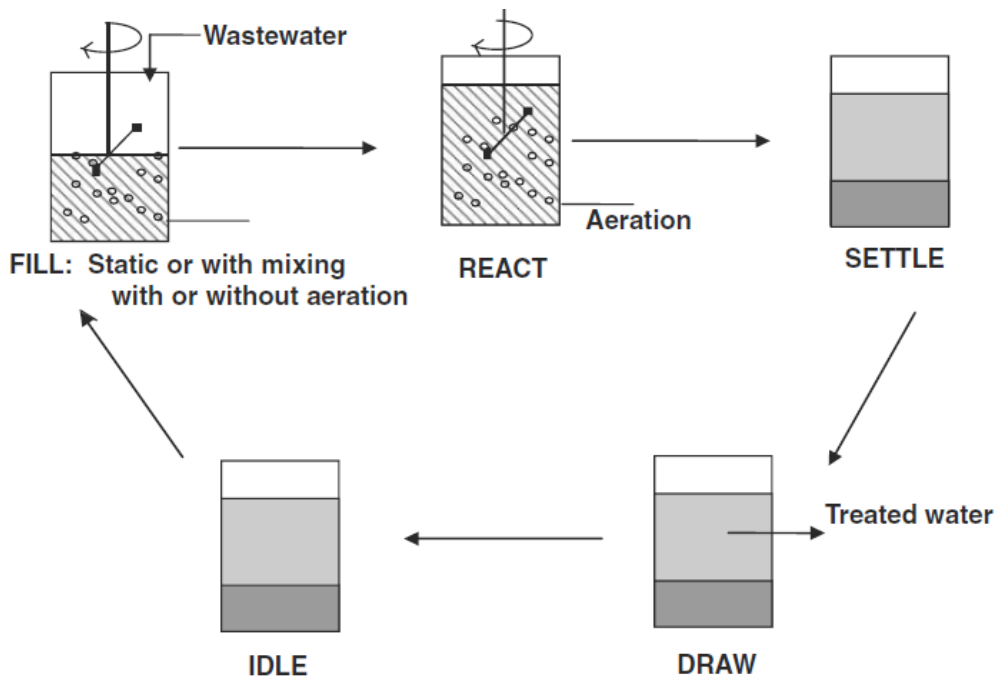 Wastewater
FILL: Static or with mixing
with or without aeration
REACT
Aeration
SETTLE
Treated water
DRAW
IDLE